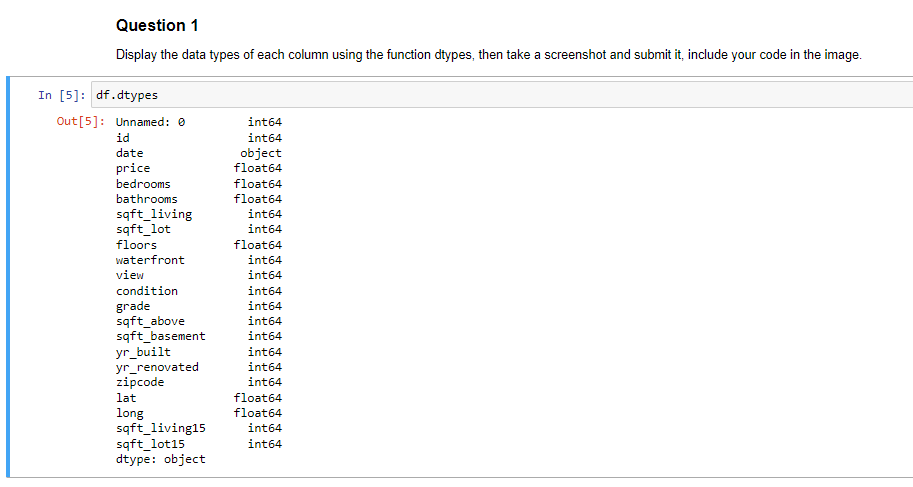 Question 1
Display the data types of each column using the function dtypes, then take a screenshot and submit it, include your code in the image.
In [5]: df.dtypes
Out[5]: Unnamed: 0 int64
id int64
date object
price float64
bedrooms float64
bathrooms float64
sqft_living int64
sqft_lot int64
floors float64
waterfront int64
view int64
condition int64
grade int64
sqft_above int64
sqft_basement int64
yr_built int64
yr_renovated int64
zipcode int64
lat float64
long float64
sqft_living15 int64
sqft_lot15 int64
dtype: object